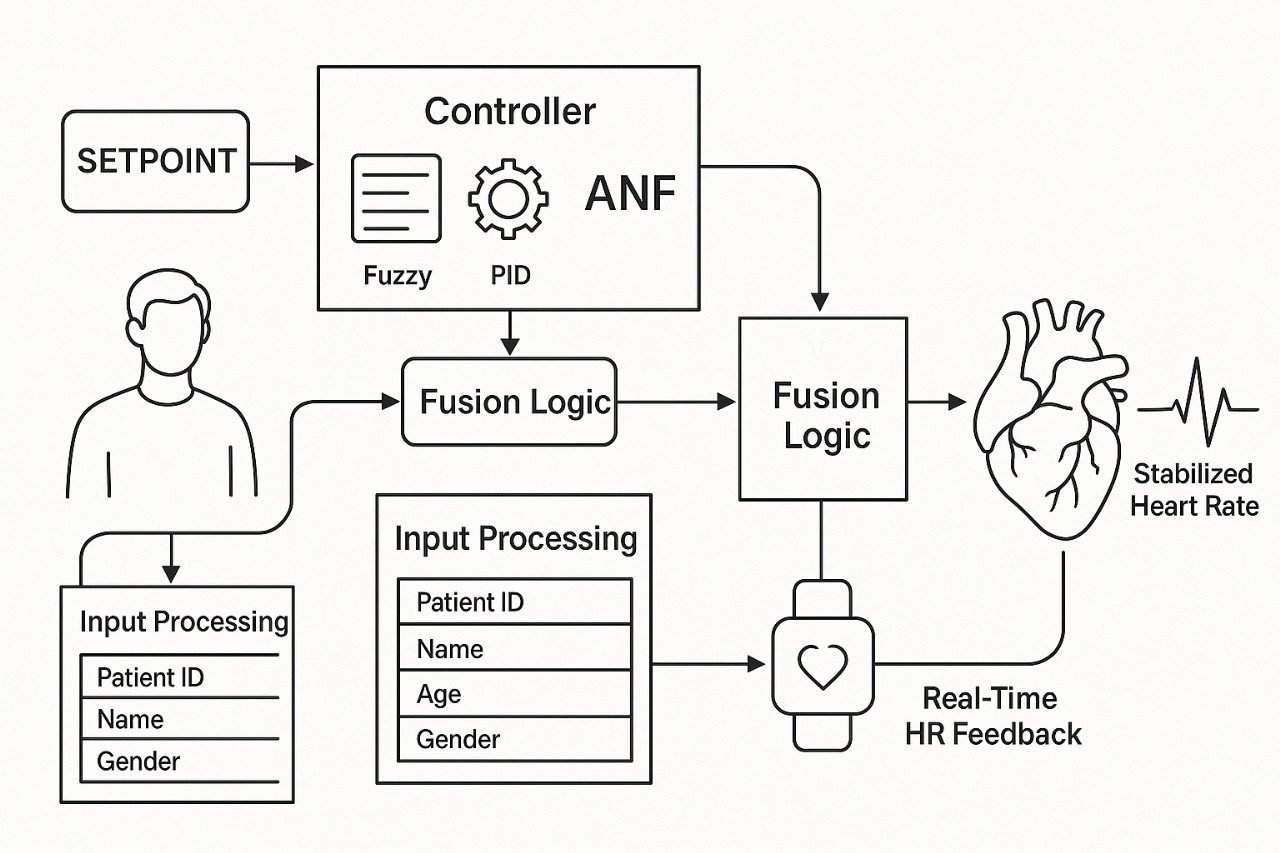 SETPOINT
Controller
ANF
Fuzzy
PID
Fusion Logic
Fusion
Logic
Stabilized
Heart Rate
Input Processing
Patient ID
Name
Gender
Input Processing
Patient ID
Name
Age
Gender
Real-Time
HR Feedback